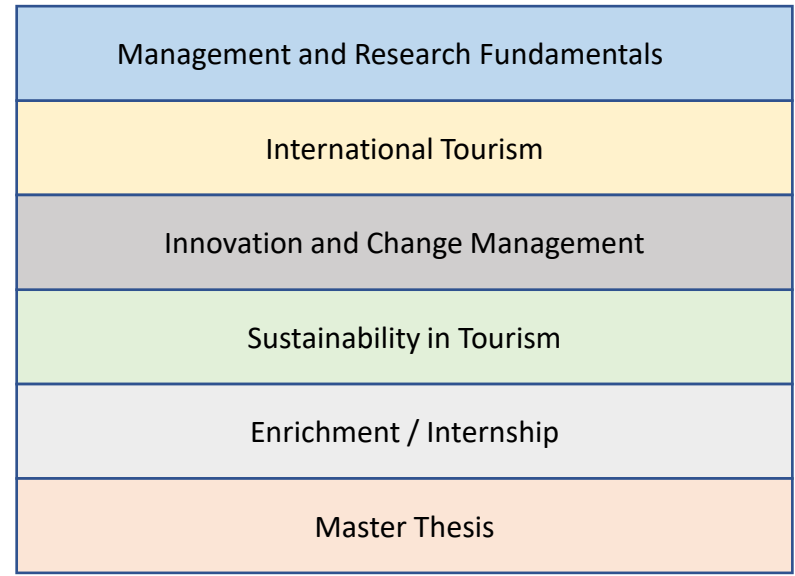 Management and Research Fundamentals
International Tourism
Innovation and Change Management
Sustainability in Tourism
Enrichment / Internship
Master Thesis